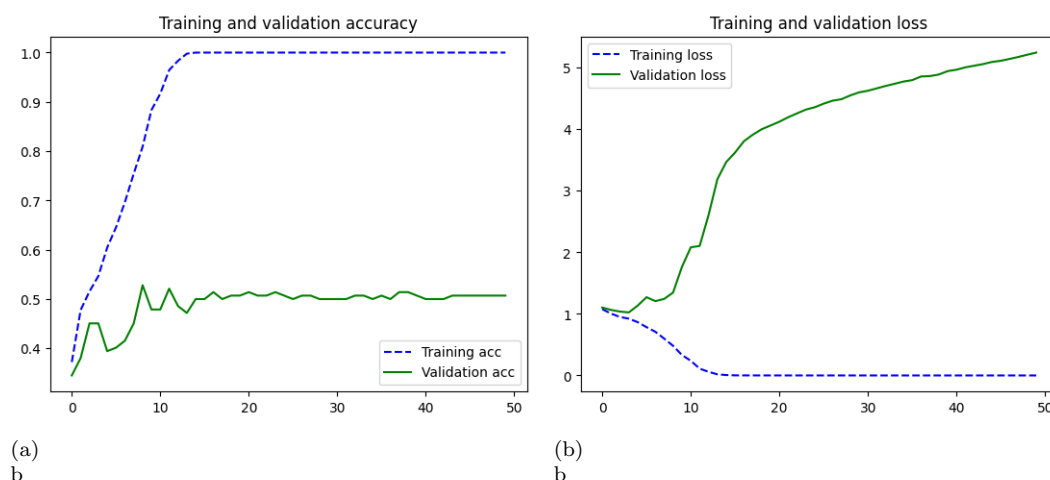 Training and validation accuracy
1.0
0.9
0.8
0.7
0.6
0.5
0.4
Training acc
Validation acc
0 10 20 30 40 50
(a)
b
Training and validation loss
Training loss
Validation loss
5
4
3
2
1
0
0 10 20 30 40 50
(b)
b